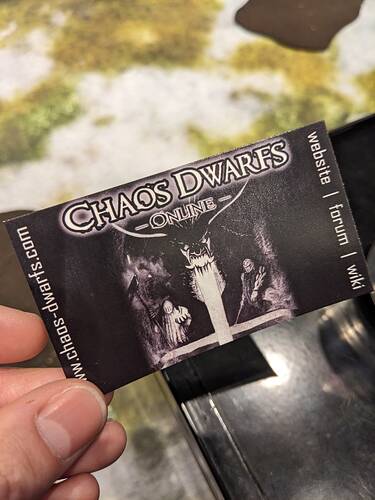 CHAOS DWARFS
- ONLINE -
website | forum | wiki
www.chaos-dwarfs.com